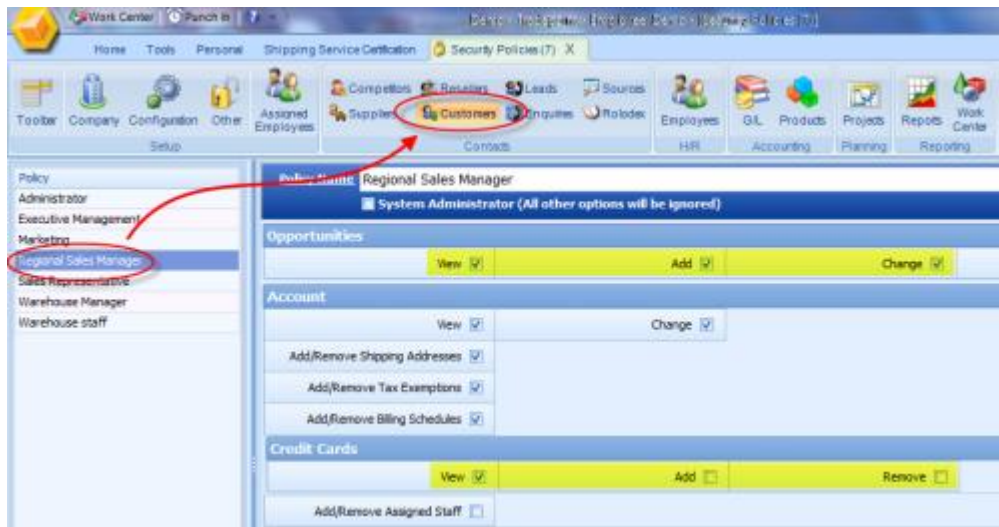 Work Center Punch in
Home Tools Personal Shipping Service Certification Security Policies (7) X
Competitors Resellers Leads Sources
Toolbar Company Configuration Other Assigned Employees Suppliers Customers Enquiries Rolodex Employees G/L Products Projects Reports Work Center
Setup Contacts H/R Accounting Planning Reporting
Policy
Administrator
Executive Management
Marketing
Regional Sales Manager
Sales Representative
Warehouse Manager
Warehouse staff
Policy Name Regional Sales Manager
System Administrator (All other options will be ignored)
Opportunities
View Add Change
Account
View Change
Add/Remove Shipping Addresses
Add/Remove Tax Exemptions
Add/Remove Billing Schedules
Credit Cards
View Add Remove
Add/Remove Assigned Staff